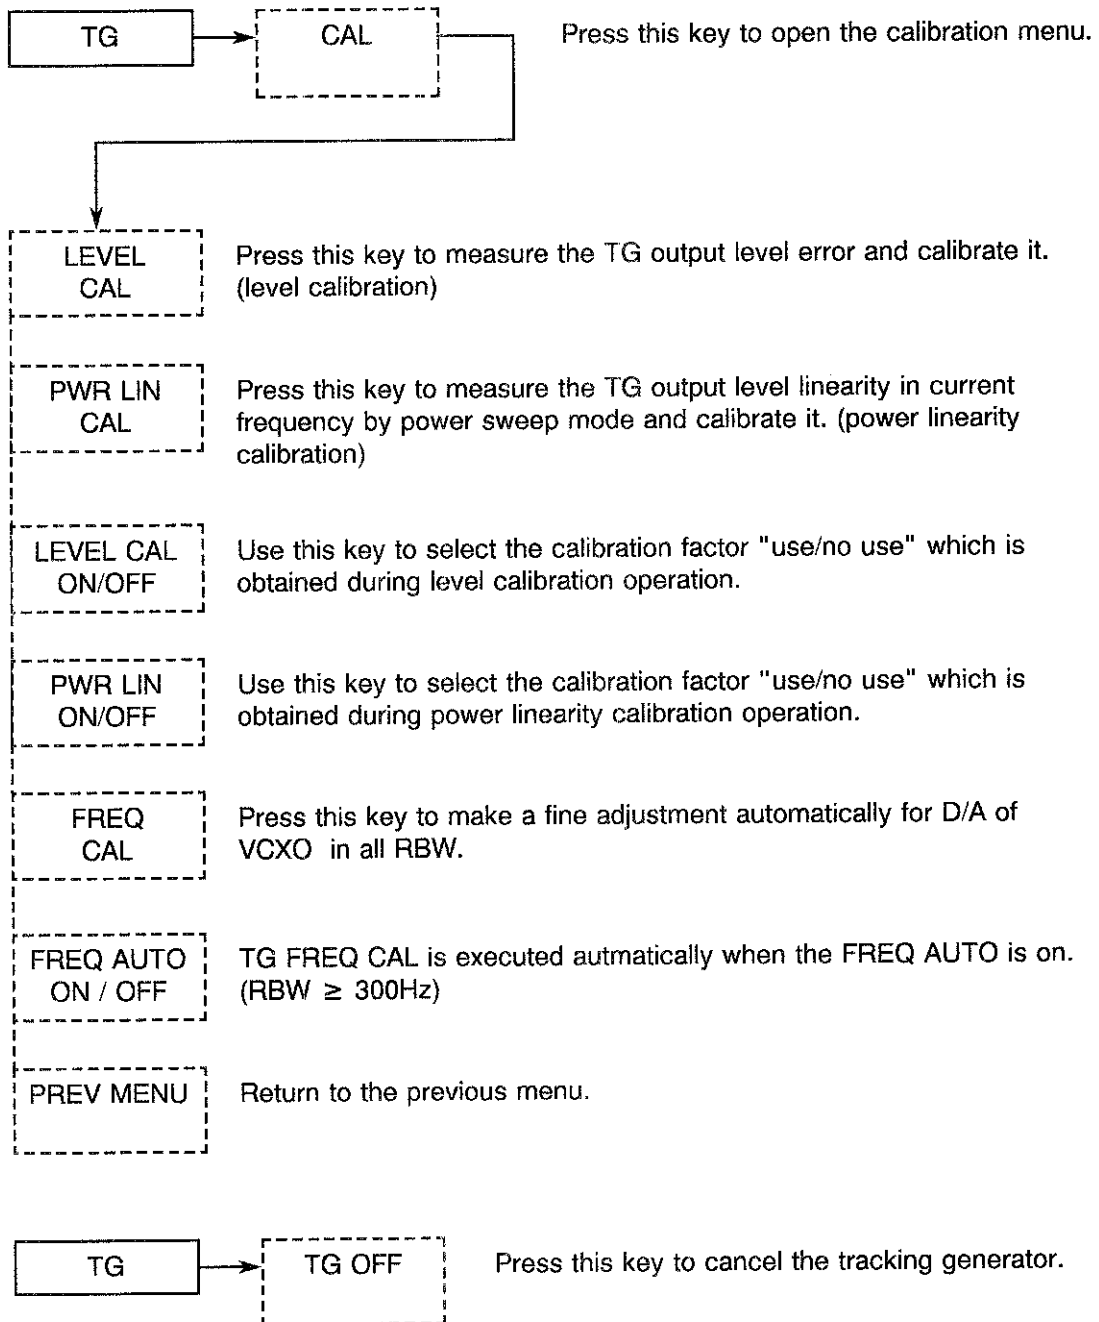 TG
CAL
Press this key to open the calibration menu.
LEVEL
CAL
Press this key to measure the TG output level error and calibrate it.
(level calibration)
PWR LIN
CAL
Press this key to measure the TG output level linearity in current
frequency by power sweep mode and calibrate it. (power linearity
calibration)
LEVEL CAL
ON/OFF
Use this key to select the calibration factor "use/no use" which is
obtained during level calibration operation.
PWR LIN
ON/OFF
Use this key to select the calibration factor "use/no use" which is
obtained during power linearity calibration operation.
FREQ
CAL
Press this key to make a fine adjustment automatically for D/A of
VCXO in all RBW.
FREQ AUTO
ON / OFF
TG FREQ CAL is executed autmatically when the FREQ AUTO is on.
(RBW ≥ 300Hz)
PREV MENU
Return to the previous menu.
TG
TG OFF
Press this key to cancel the tracking generator.